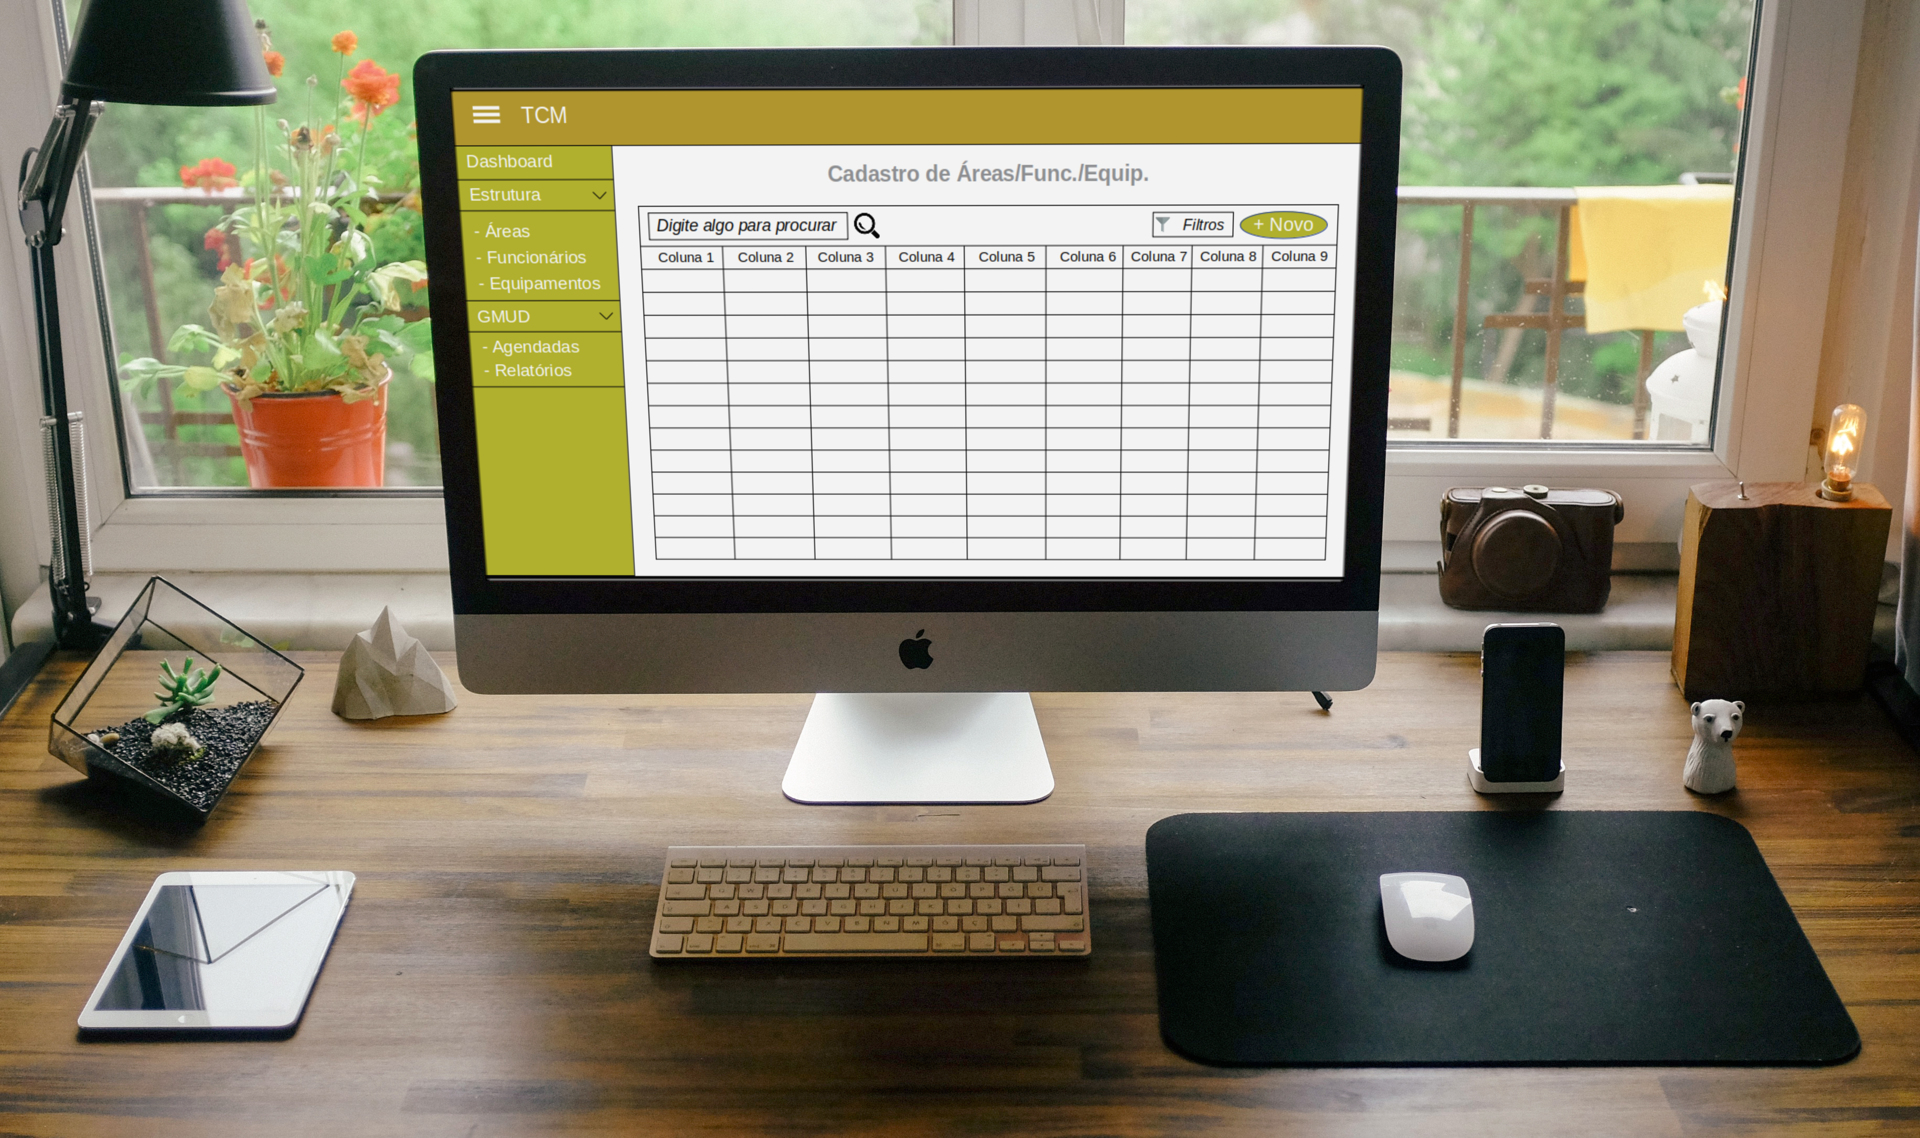 TCM
Dashboard
Estrutura
- Áreas
- Funcionários
- Equipamentos
GMUD
- Agendadas
- Relatórios
Cadastro de Áreas/Func./Equip.
Digite algo para procurar
Filtros
+ Novo
Coluna 1 Coluna 2 Coluna 3 Coluna 4 Coluna 5 Coluna 6 Coluna 7 Coluna 8 Coluna 9